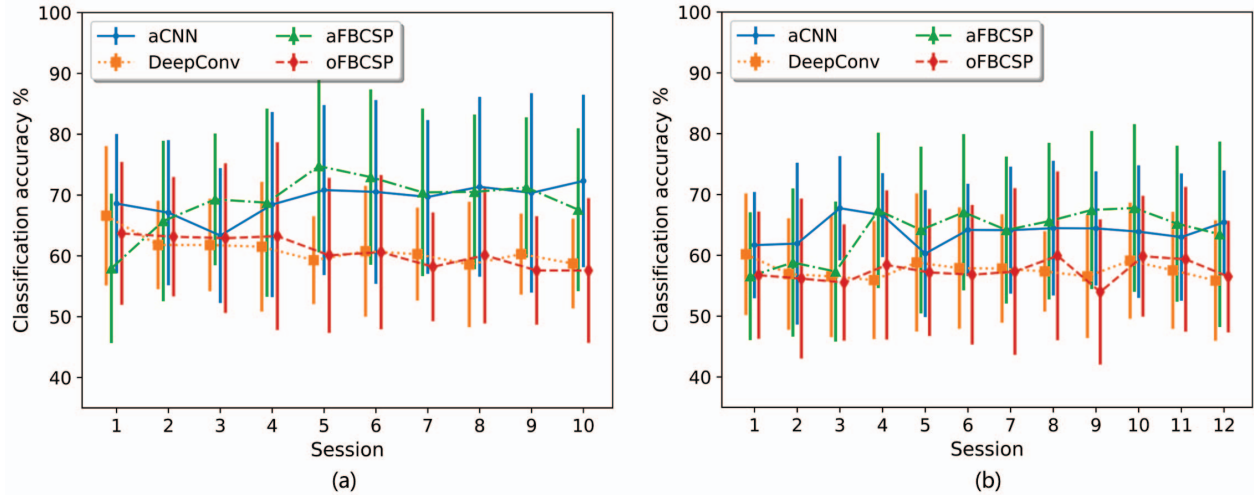 100
90
80
70
60
50
40
Classification accuracy %
aCNN
DeepConv
aFBCSP
oFBCSP
1 2 3 4 5 6 7 8 9 10
Session
(a)
100
90
80
70
60
50
40
Classification accuracy %
aCNN
DeepConv
aFBCSP
oFBCSP
1 2 3 4 5 6 7 8 9 10 11 12
Session
(b)